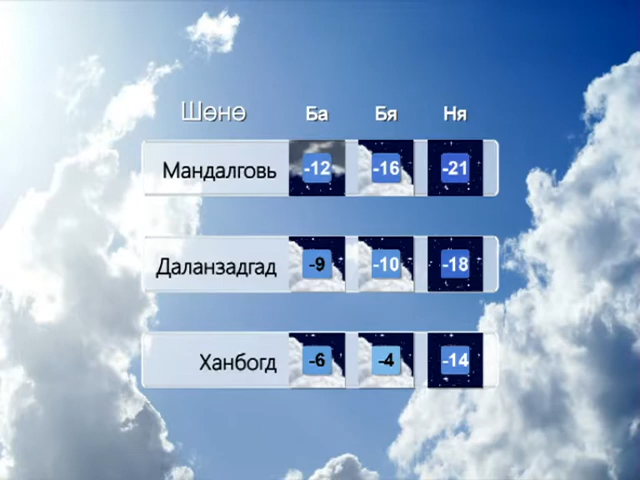 Шөнө Ба Бя Ня
Мандалговь -12 -16 -21
Даланзадгад -9 -10 -18
Ханбогд -6 -4 -14